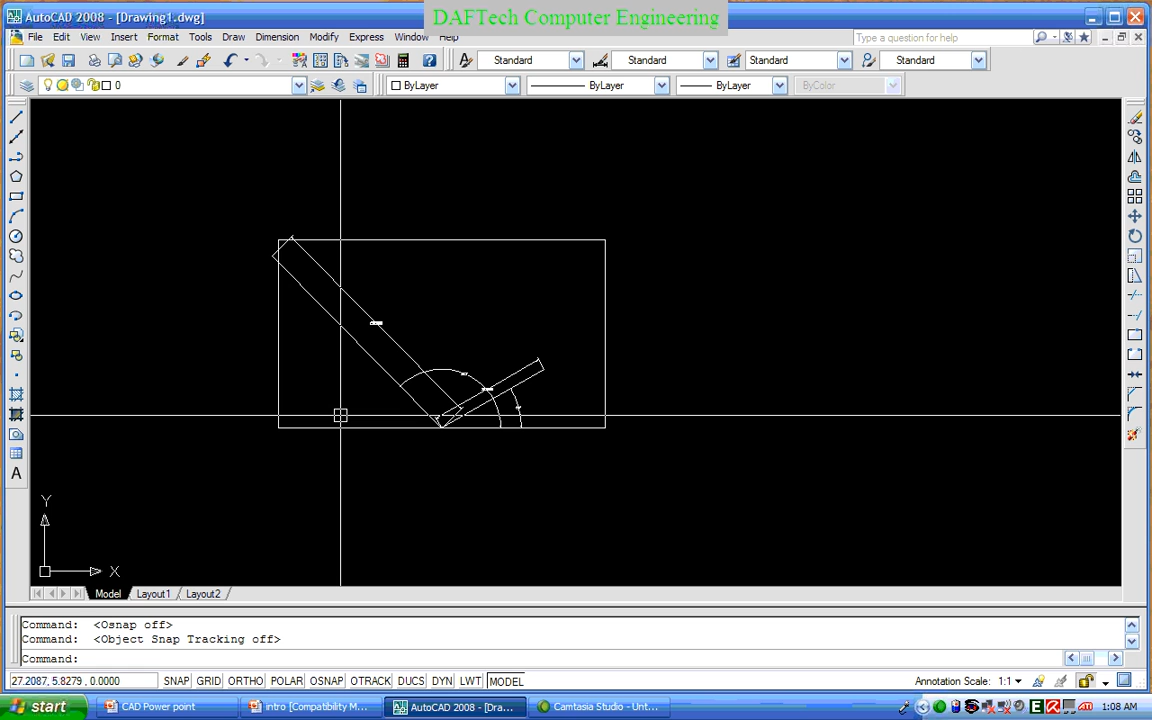 AutoCAD 2008 - [Drawing1.dwg]
DAFTech Computer Engineering
File Edit View Insert Format Tools Draw Dimension Modify Express Window Help
Type a question for help
Standard Standard Standard Standard
0 ByLayer ByLayer ByLayer ByColor
A
Y
X
Model Layout1 Layout2
Command: <Osnap off>
Command: <Object Snap Tracking off>
Command:
27.2087, 5.8279 , 0.0000 SNAP GRID ORTHO POLAR OSNAP OTRACK DUCS DYN LWT MODEL Annotation Scale: 1:1
start CAD Power point intro [Compatibility M... AutoCAD 2008 - [Dra... Camtasia Studio - Unt... 1:08 AM